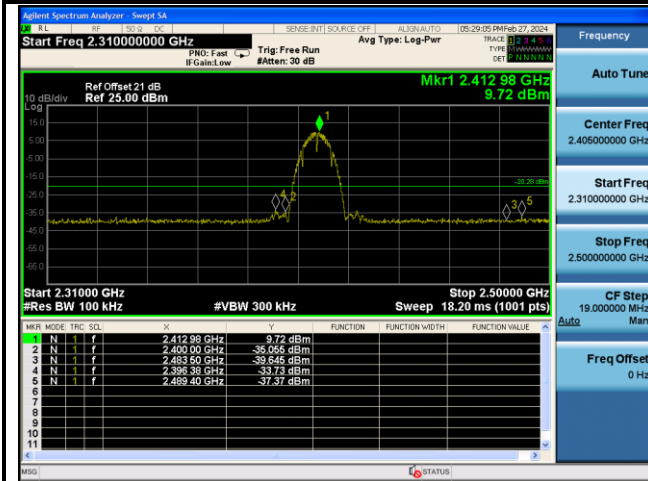 Agilent Spectrum Analyzer - Swept SA
RL RF 50 Ω DC SENSE:INT SOURCE OFF ALIGN AUTO 05:29:05 PM Feb 27, 2024
Start Freq 2.310000000 GHz
PNO: Fast
IFGain:Low
Trig: Free Run
#Atten: 30 dB
Avg Type: Log-Pwr
TRACE 1 2 3 4 5 6
TYPE M W W W W W
DET P N N N N N
Ref Offset 21 dB
10 dB/div Ref 25.00 dBm
Log
Mkr1 2.412 98 GHz
9.72 dBm
15.0
5.00
-5.00
-15.0
-25.0
-35.0
-45.0
-55.0
-65.0
1
-20.28 dBm
4 2
3 5
Start 2.31000 GHz Stop 2.50000 GHz
#Res BW 100 kHz #VBW 300 kHz Sweep 18.20 ms (1001 pts)
MKR MODE TRC SCL X Y FUNCTION FUNCTION WIDTH FUNCTION VALUE
1 N 1 f 2.412 98 GHz 9.72 dBm
2 N 1 f 2.400 00 GHz -35.055 dBm
3 N 1 f 2.483 50 GHz -39.645 dBm
4 N 1 f 2.396 38 GHz -33.73 dBm
5 N 1 f 2.489 40 GHz -37.37 dBm
6
7
8
9
10
11
MSG STATUS
Frequency
Auto Tune
Center Freq
2.405000000 GHz
Start Freq
2.310000000 GHz
Stop Freq
2.500000000 GHz
CF Step
19.000000 MHz
Auto Man
Freq Offset
0 Hz